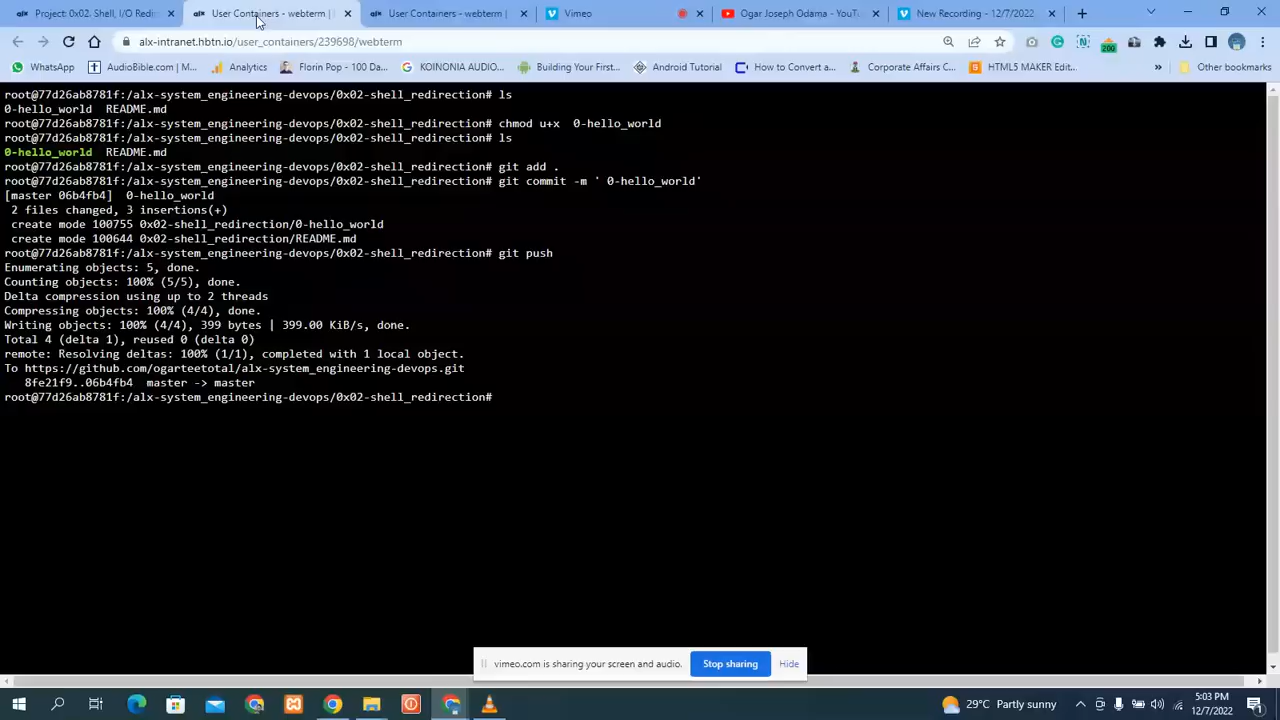 Project: 0x02. Shell, I/O Redir
User Containers - webterm |
User Containers - webterm |
Vimeo
Ogar Joseph Odama - YouT
New Recording - 12/7/2022
alx-intranet.hbtn.io/user_containers/239698/webterm
200
WhatsApp
AudioBible.com | M...
Analytics
Florin Pop - 100 Da...
KOINONIA AUDIO...
Building Your First...
Android Tutorial
How to Convert a...
Corporate Affairs C...
HTML5 MAKER Edit...
»
Other bookmarks
root@77d26ab8781f:/alx-system_engineering-devops/0x02-shell_redirection# ls
0-hello_world  README.md
root@77d26ab8781f:/alx-system_engineering-devops/0x02-shell_redirection# chmod u+x  0-hello_world
root@77d26ab8781f:/alx-system_engineering-devops/0x02-shell_redirection# ls
0-hello_world  README.md
root@77d26ab8781f:/alx-system_engineering-devops/0x02-shell_redirection# git add .
root@77d26ab8781f:/alx-system_engineering-devops/0x02-shell_redirection# git commit -m ' 0-hello_world'
[master 06b4fb4]  0-hello_world
 2 files changed, 3 insertions(+)
 create mode 100755 0x02-shell_redirection/0-hello_world
 create mode 100644 0x02-shell_redirection/README.md
root@77d26ab8781f:/alx-system_engineering-devops/0x02-shell_redirection# git push
Enumerating objects: 5, done.
Counting objects: 100% (5/5), done.
Delta compression using up to 2 threads
Compressing objects: 100% (4/4), done.
Writing objects: 100% (4/4), 399 bytes | 399.00 KiB/s, done.
Total 4 (delta 1), reused 0 (delta 0)
remote: Resolving deltas: 100% (1/1), completed with 1 local object.
To https://github.com/ogarteetotal/alx-system_engineering-devops.git
   8fe21f9..06b4fb4  master -> master
root@77d26ab8781f:/alx-system_engineering-devops/0x02-shell_redirection#
vimeo.com is sharing your screen and audio.
Stop sharing
Hide
29°C Partly sunny
5:03 PM
12/7/2022